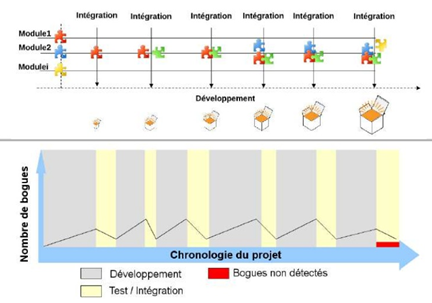 Intégration Intégration Intégration Intégration Intégration Intégration
Module1
Module2
Modulei
Développement
Nombre de bogues
Chronologie du projet
Développement
Bogues non détectés
Test / Intégration